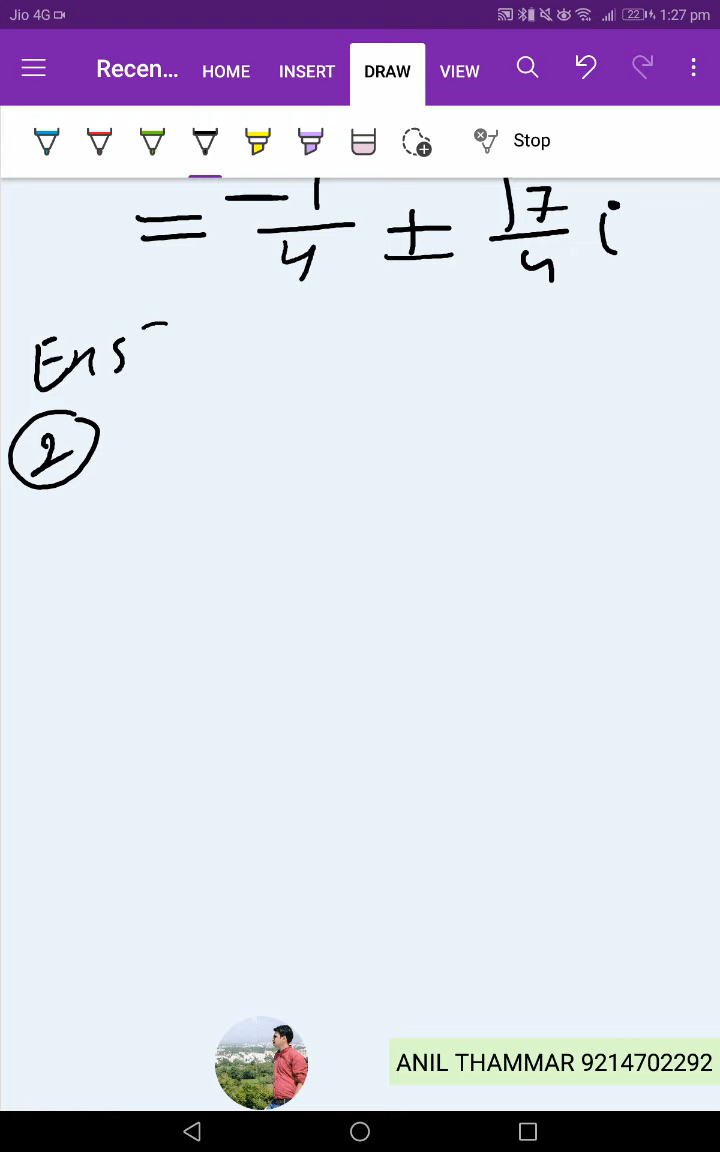 Jio 4G 22 1:27 pm
Recen... HOME INSERT DRAW VIEW
Stop
= -1/4 ± √7/4 i
Ens
2
ANIL THAMMAR 9214702292